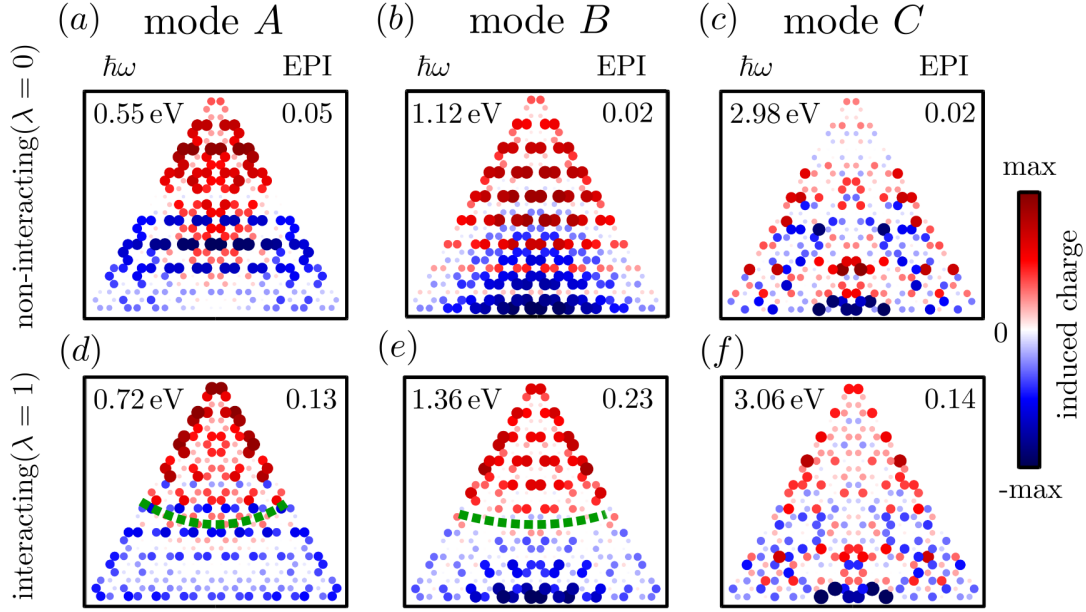 (a) mode A (b) mode B (c) mode C
ħω EPI ħω EPI ħω EPI
non-interacting(λ = 0)
0.55 eV 0.05
1.12 eV 0.02
2.98 eV 0.02
max
0
-max
induced charge
(d) (e) (f)
interacting(λ = 1)
0.72 eV 0.13
1.36 eV 0.23
3.06 eV 0.14